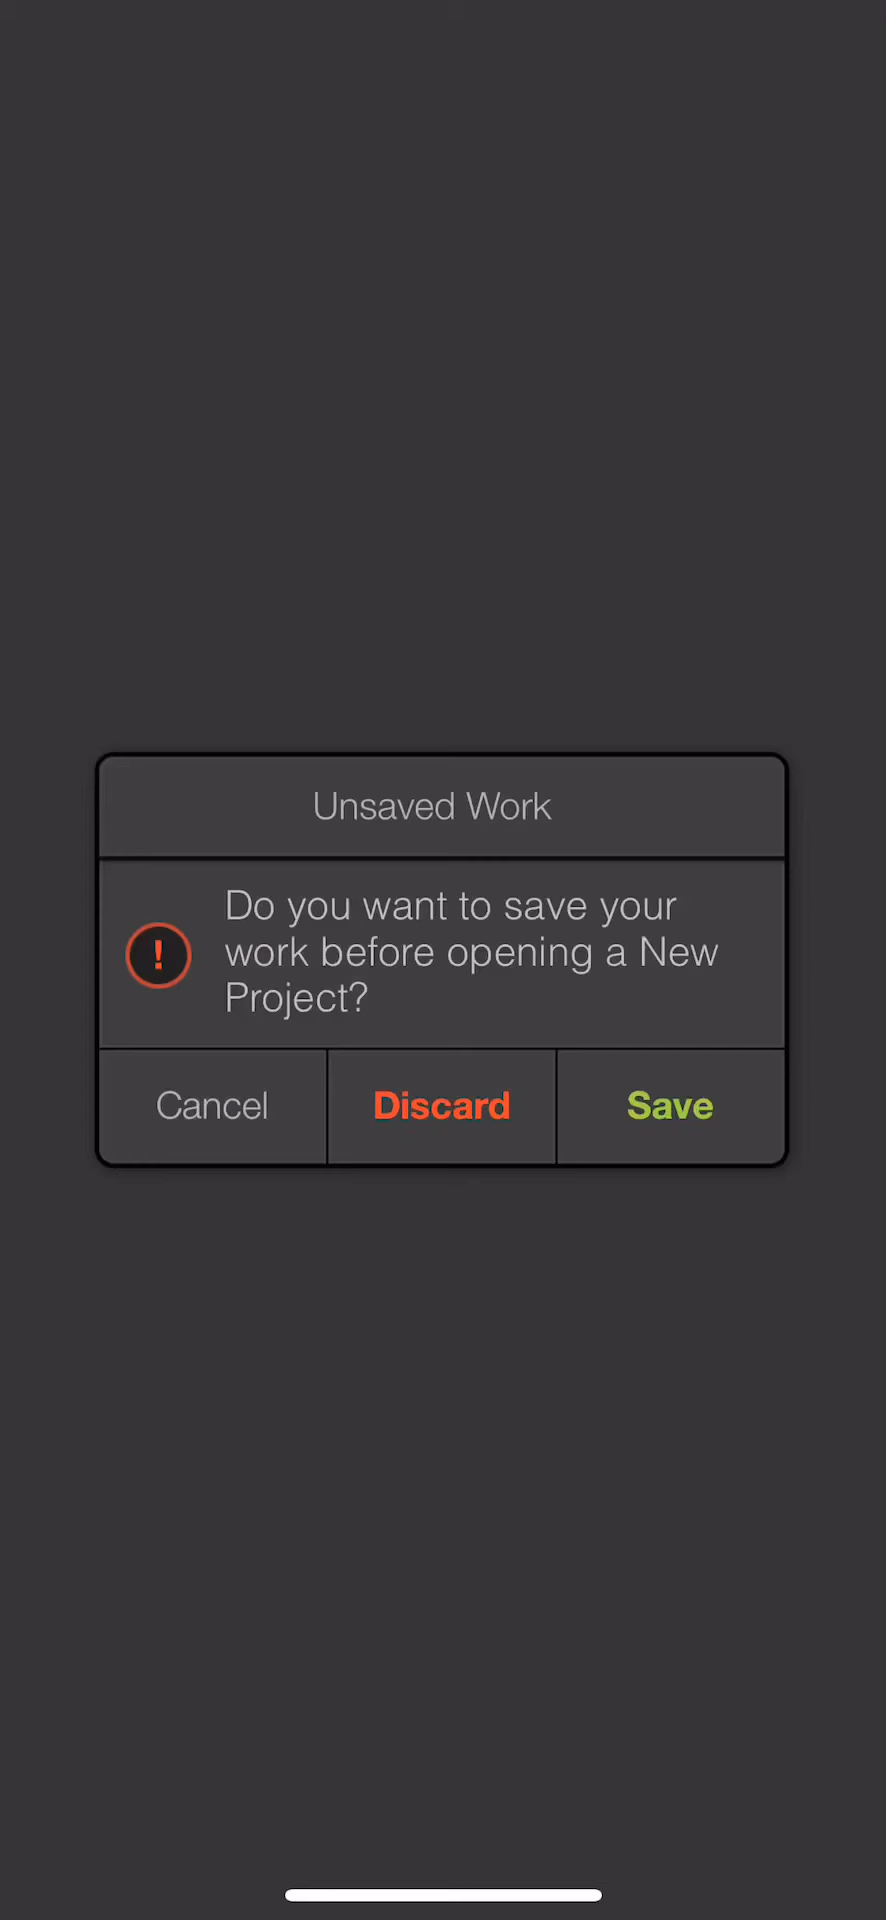 Unsaved Work
!
Do you want to save your
work before opening a New
Project?
Cancel
Discard
Save